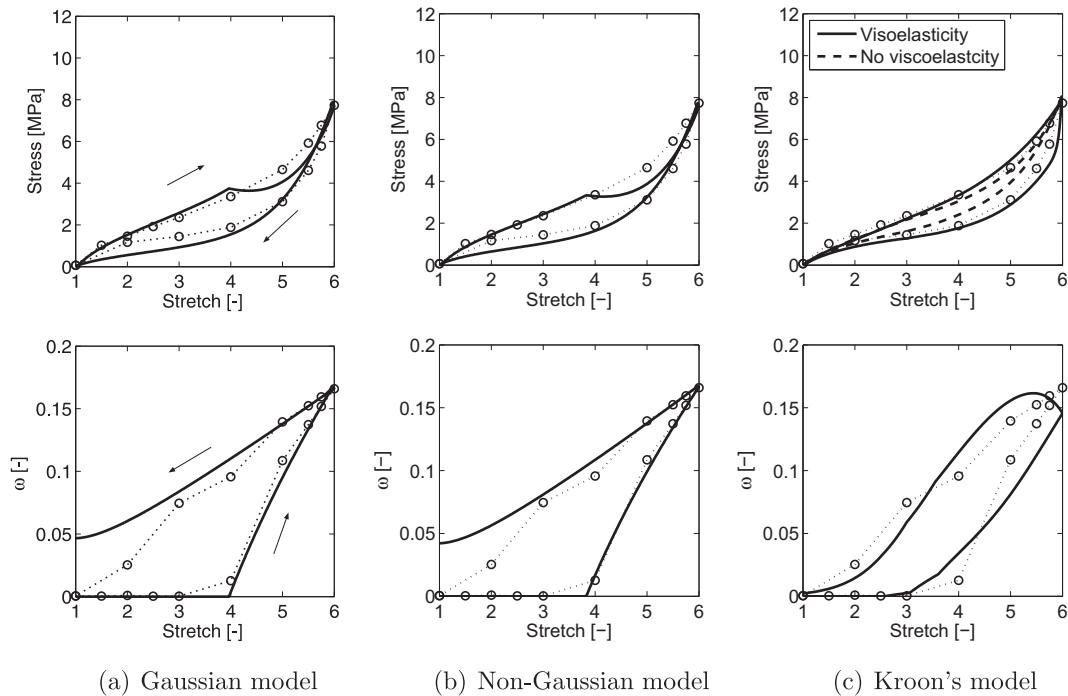 12
10
8
6
4
2
0
1 2 3 4 5 6
Stress [MPa]
Stretch [-]
12
10
8
6
4
2
0
1 2 3 4 5 6
Stress [MPa]
Stretch [−]
Visoelasticity
No viscoelastcity
12
10
8
6
4
2
0
1 2 3 4 5 6
Stress [MPa]
Stretch [−]
0.2
0.15
0.1
0.05
0
1 2 3 4 5 6
ω [-]
Stretch [-]
0.2
0.15
0.1
0.05
0
1 2 3 4 5 6
ω [−]
Stretch [−]
0.2
0.15
0.1
0.05
0
1 2 3 4 5 6
ω [−]
Stretch [−]
(a) Gaussian model
(b) Non-Gaussian model
(c) Kroon's model